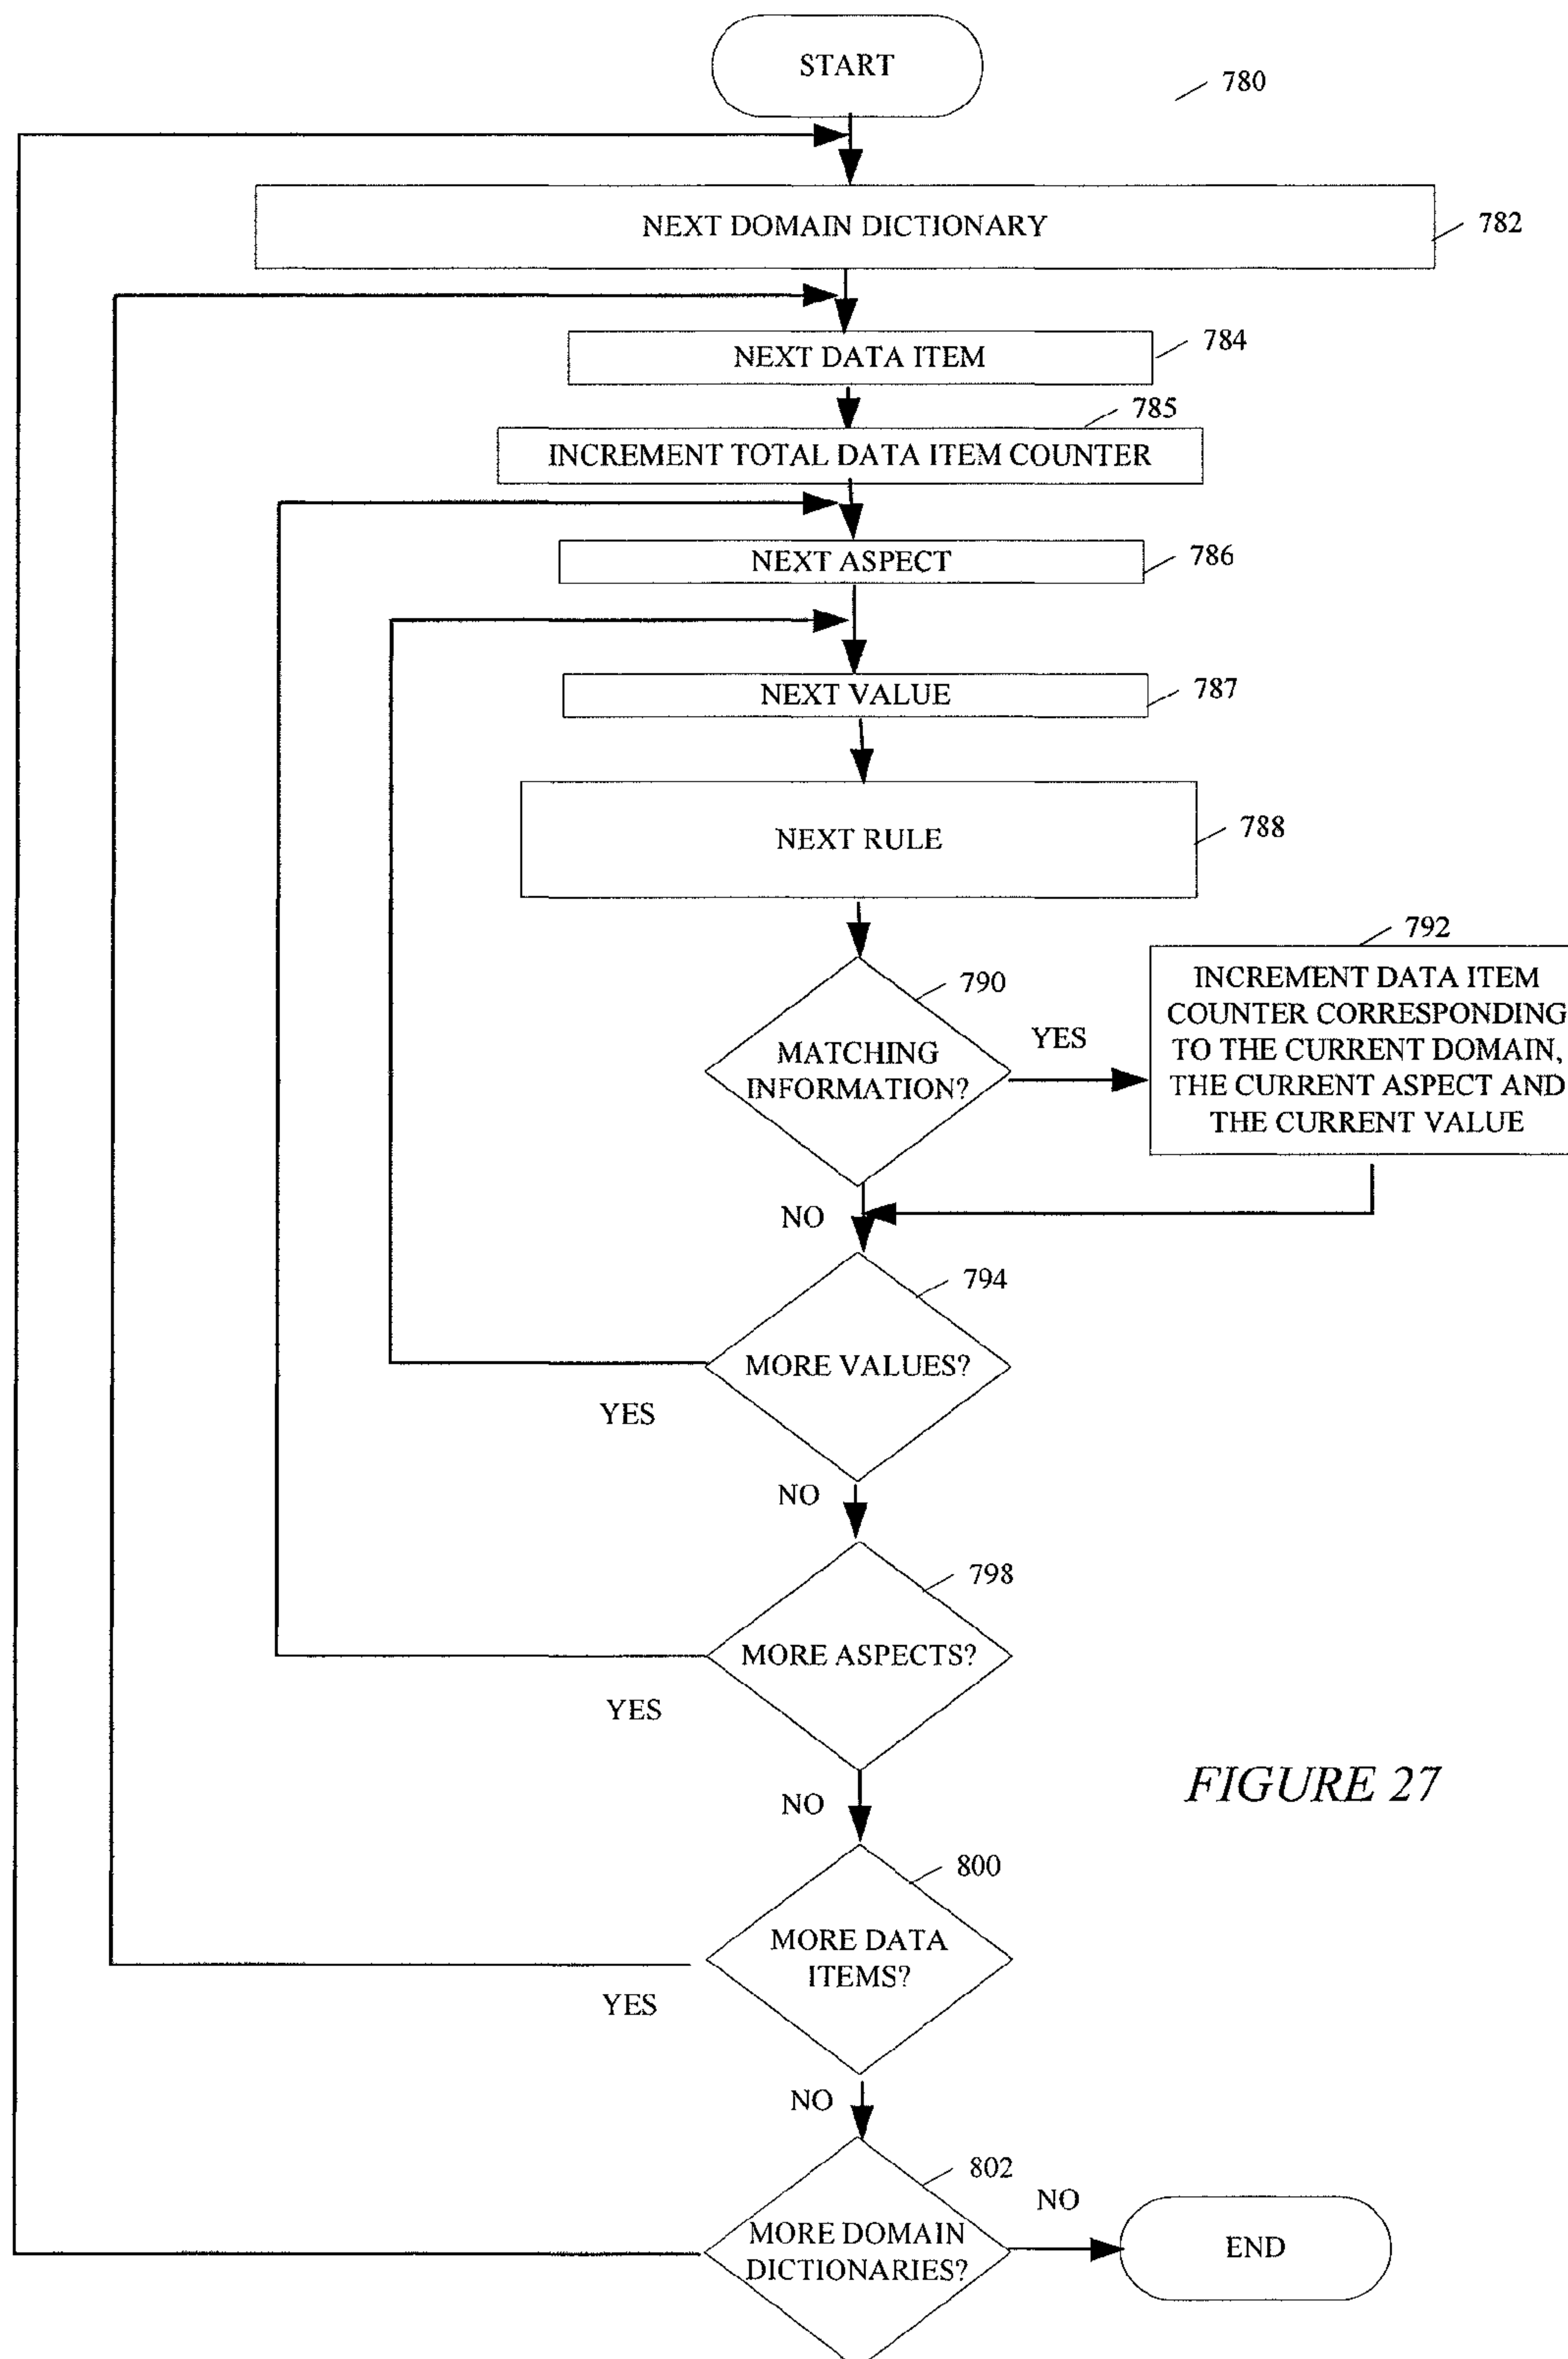 START
780
NEXT DOMAIN DICTIONARY
782
NEXT DATA ITEM
784
785
INCREMENT TOTAL DATA ITEM COUNTER
NEXT ASPECT
786
NEXT VALUE
787
NEXT RULE
788
790
MATCHING
INFORMATION?
YES
792
INCREMENT DATA ITEM
COUNTER CORRESPONDING
TO THE CURRENT DOMAIN,
THE CURRENT ASPECT AND
THE CURRENT VALUE
NO
794
MORE VALUES?
YES
NO
798
MORE ASPECTS?
YES
NO
FIGURE 27
800
MORE DATA
ITEMS?
YES
NO
802
MORE DOMAIN
DICTIONARIES?
NO
END